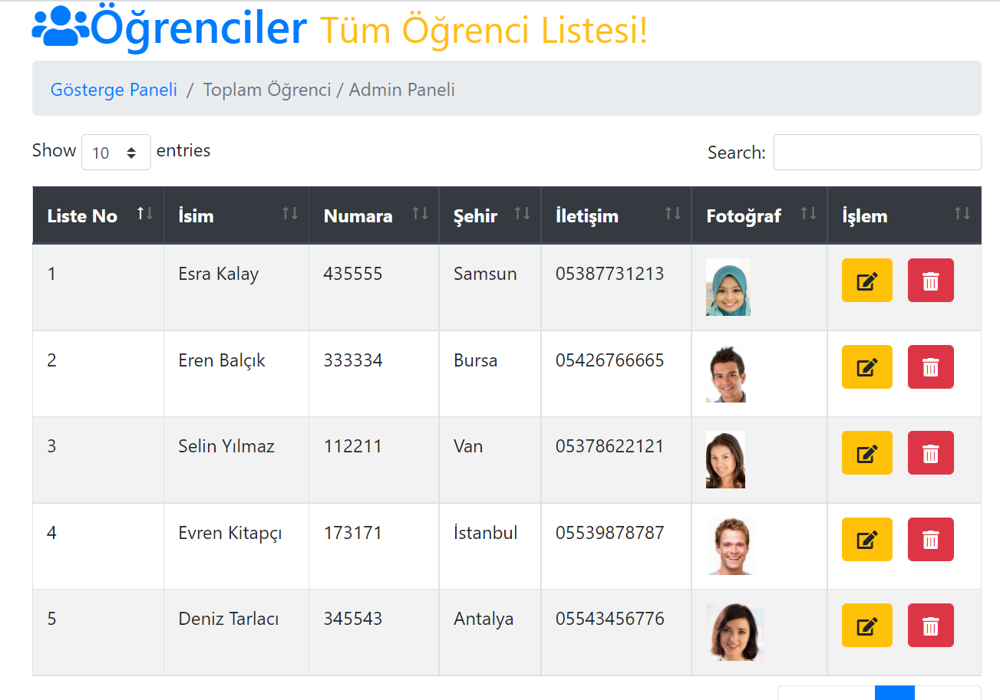 Öğrenciler Tüm Öğrenci Listesi!
Gösterge Paneli / Toplam Öğrenci / Admin Paneli
Show 10 entries Search:
Liste No İsim Numara Şehir İletişim Fotoğraf İşlem
1 Esra Kalay 435555 Samsun 05387731213
2 Eren Balçık 333334 Bursa 05426766665
3 Selin Yılmaz 112211 Van 05378622121
4 Evren Kitapçı 173171 İstanbul 05539878787
5 Deniz Tarlacı 345543 Antalya 05543456776